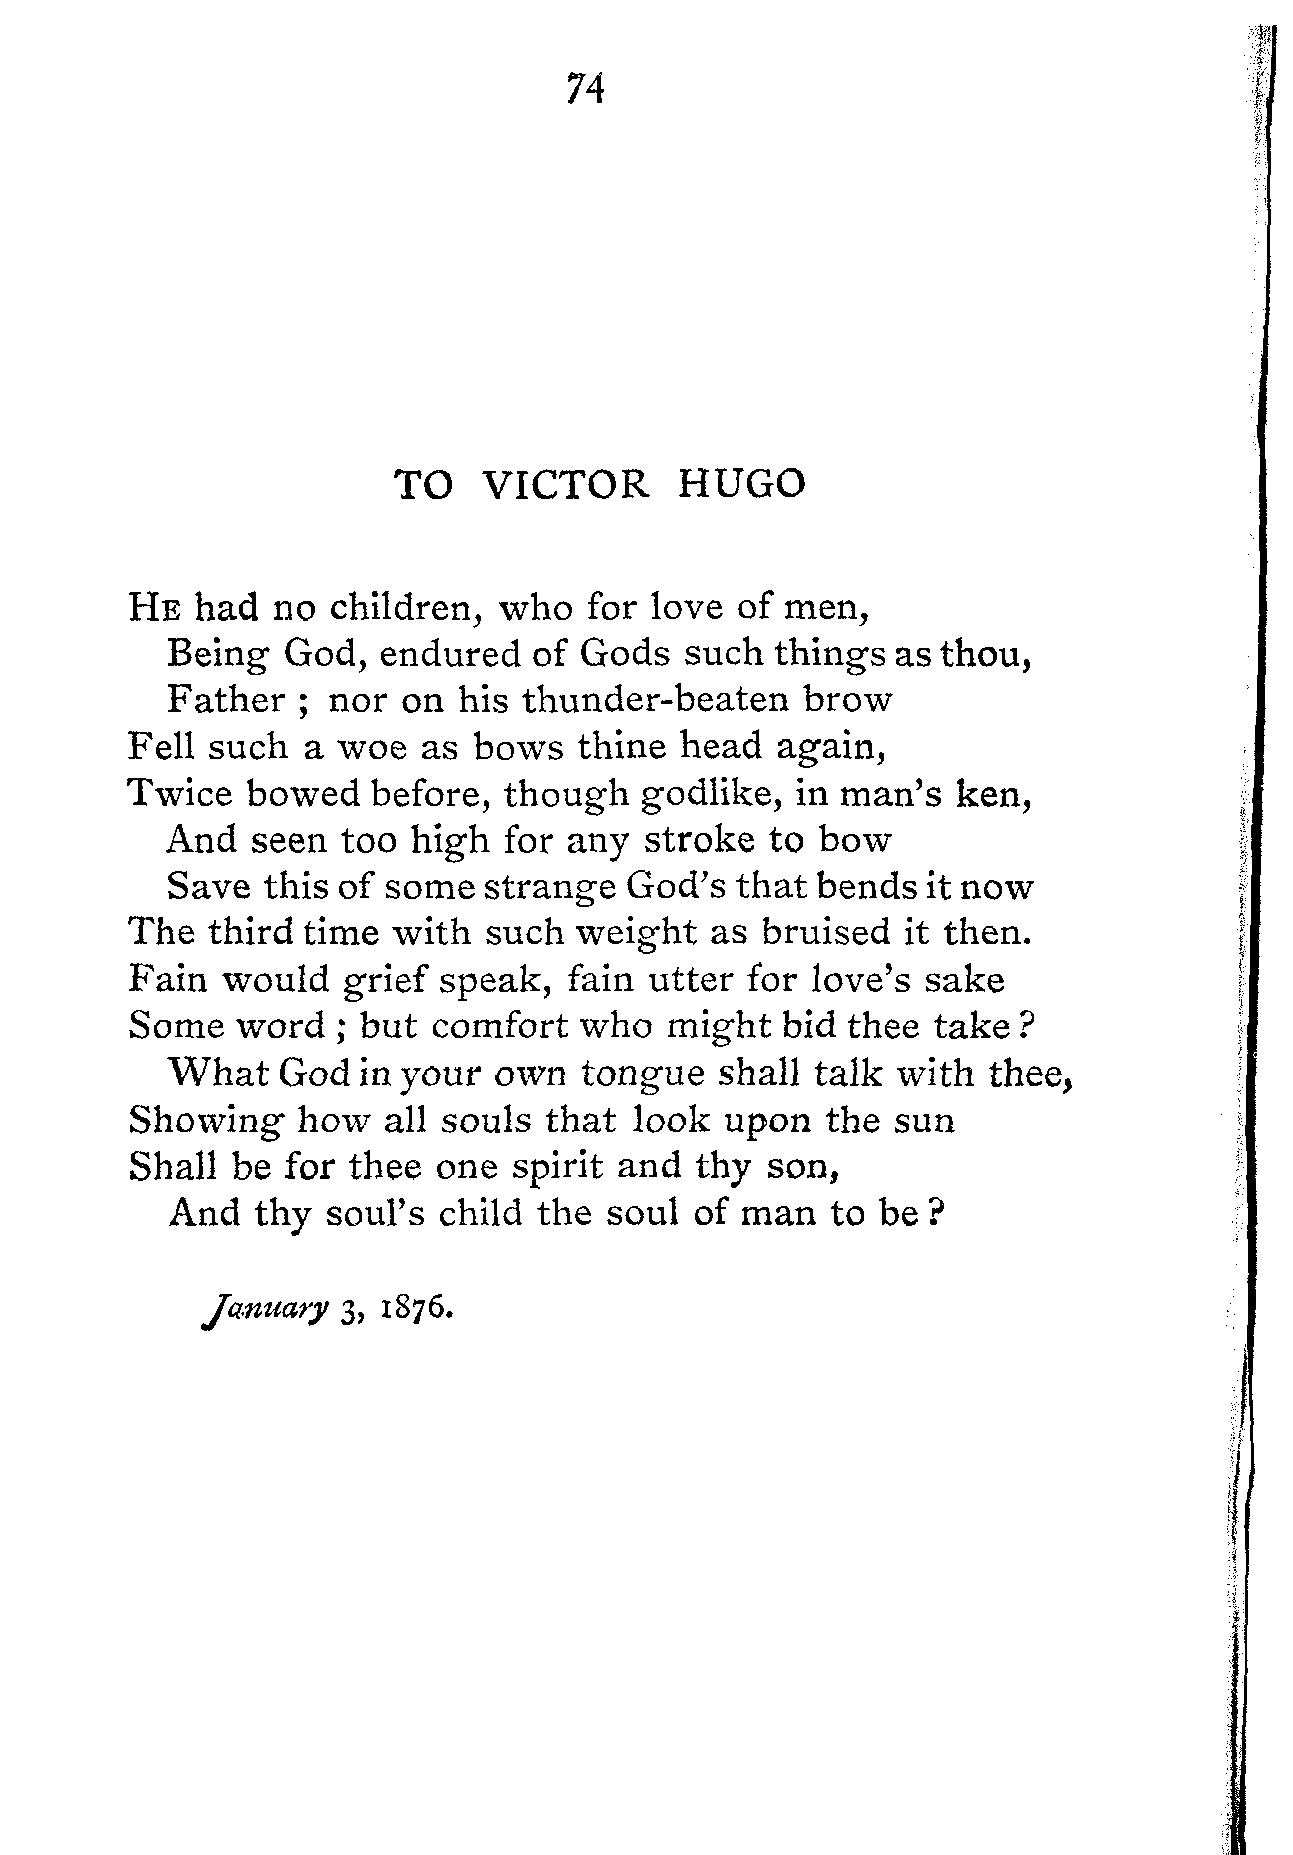 74
TO VICTOR HUGO
HE had no children, who for love of men,
Being God, endured of Gods such things as thou,
Father ; nor on his thunder-beaten brow
Fell such a woe as bows thine head again,
Twice bowed before, though godlike, in man's ken,
And seen too high for any stroke to bow
Save this of some strange God's that bends it now
The third time with such weight as bruised it then.
Fain would grief speak, fain utter for love's sake
Some word ; but comfort who might bid thee take ?
What God in your own tongue shall talk with thee,
Showing how all souls that look upon the sun
Shall be for thee one spirit and thy son,
And thy soul's child the soul of man to be ?
January 3, 1876.